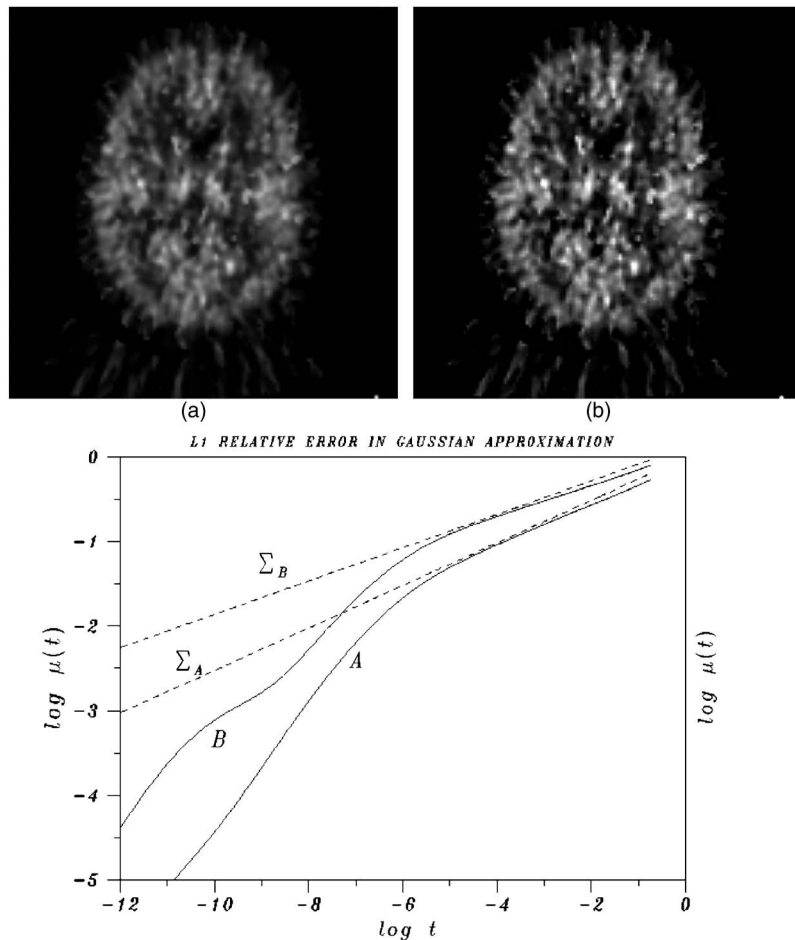 (a)
(b)
L1 RELATIVE ERROR IN GAUSSIAN APPROXIMATION
0
-1
-2
-3
-4
-5
log μ(t)
log μ(t)
Σ_B
Σ_A
A
B
-12
-10
-8
-6
-4
-2
0
log t